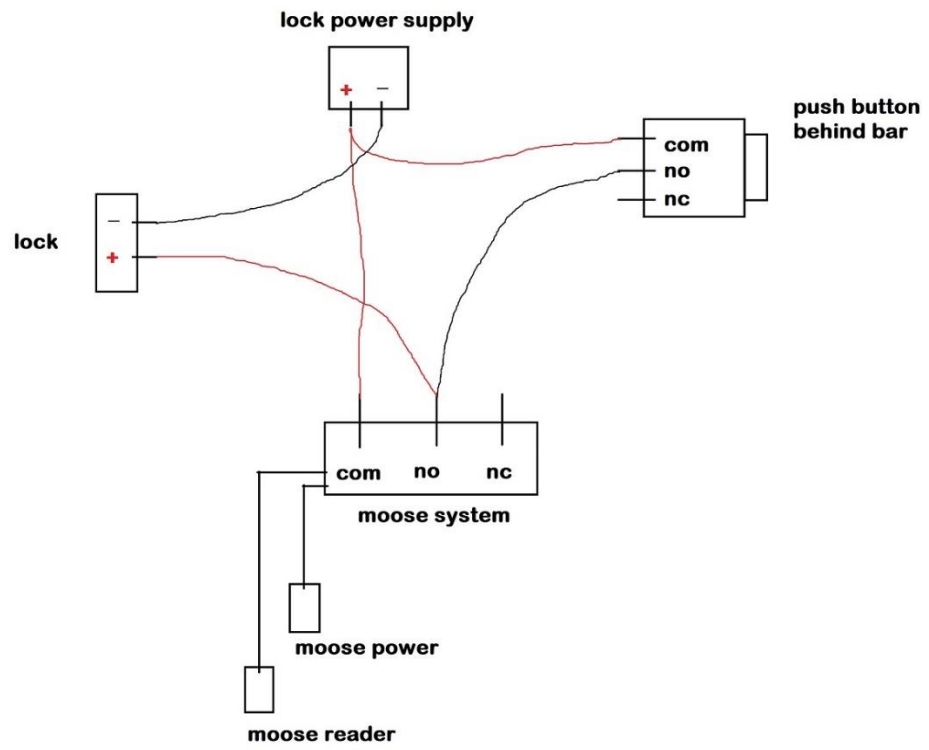 lock power supply
+ −
push button
behind bar
com
no
nc
lock
−
+
com no nc
moose system
moose power
moose reader